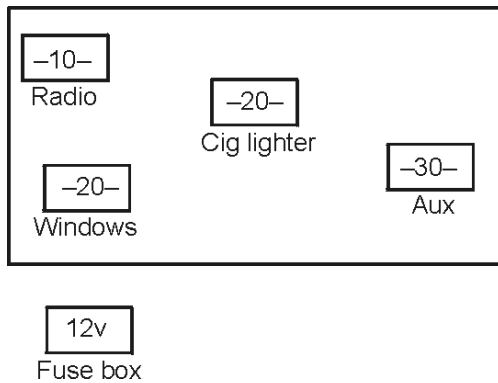 –10–
Radio
–20–
Cig lighter
–20–
Windows
–30–
Aux
12v
Fuse box